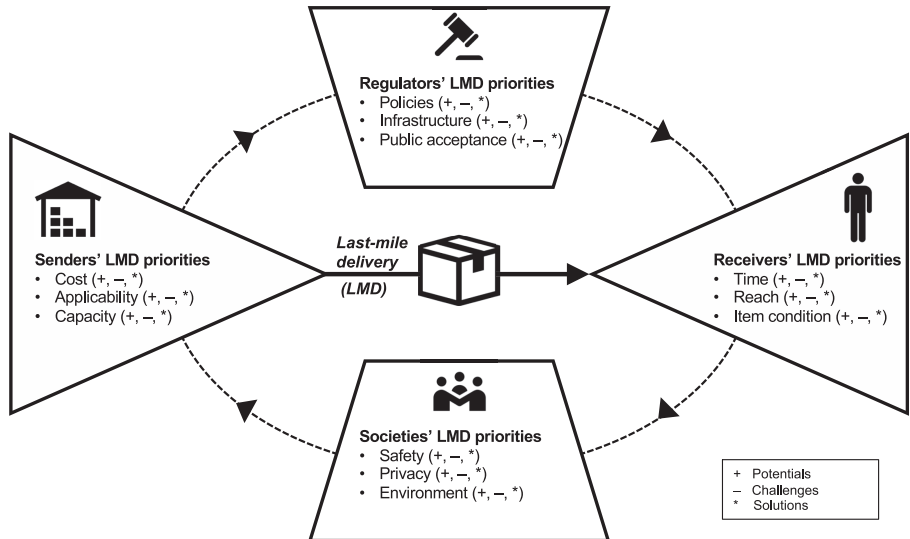 Regulators' LMD priorities
• Policies (+, –, *)
• Infrastructure (+, –, *)
• Public acceptance (+, –, *)
Senders' LMD priorities
• Cost (+, –, *)
• Applicability (+, –, *)
• Capacity (+, –, *)
Last-mile
delivery
(LMD)
Receivers' LMD priorities
• Time (+, –, *)
• Reach (+, –, *)
• Item condition (+, –, *)
Societies' LMD priorities
• Safety (+, –, *)
• Privacy (+, –, *)
• Environment (+, –, *)
+ Potentials
– Challenges
* Solutions